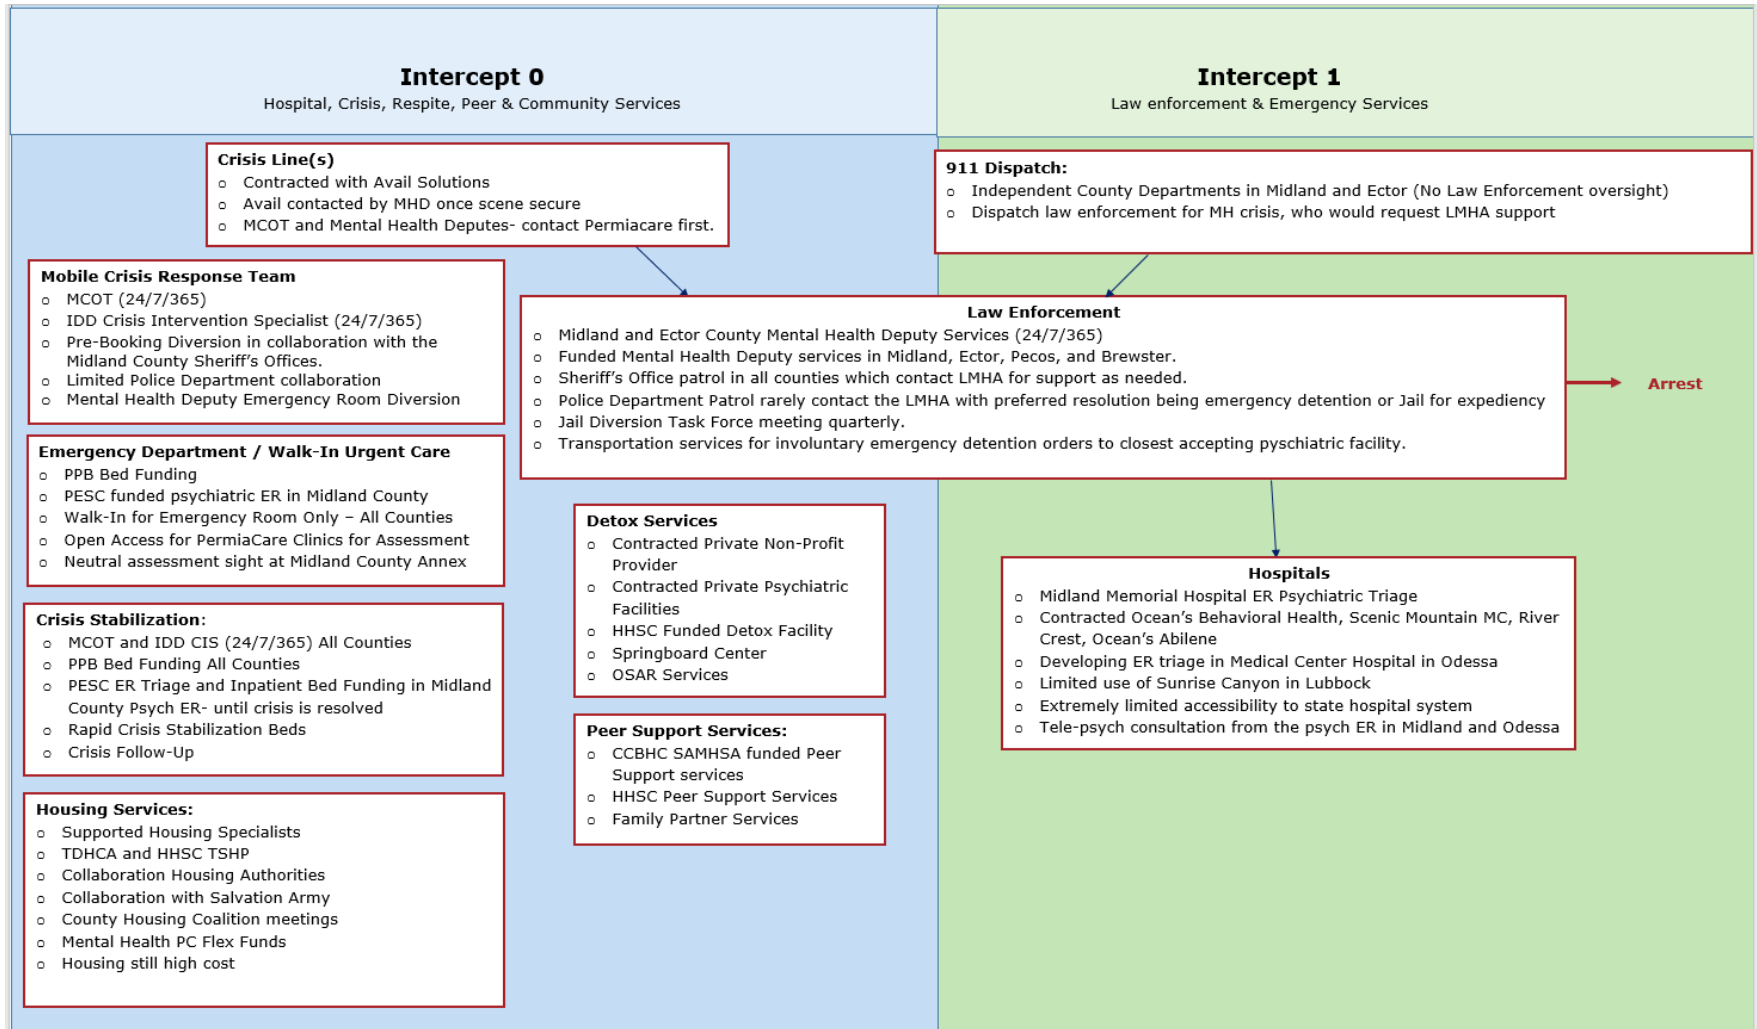 Intercept 0
Hospital, Crisis, Respite, Peer & Community Services
Intercept 1
Law enforcement & Emergency Services
Crisis Line(s)
o Contracted with Avail Solutions
o Avail contacted by MHD once scene secure
o MCOT and Mental Health Deputes- contact Permiacare first.
911 Dispatch:
o Independent County Departments in Midland and Ector (No Law Enforcement oversight)
o Dispatch law enforcement for MH crisis, who would request LMHA support
Mobile Crisis Response Team
o MCOT (24/7/365)
o IDD Crisis Intervention Specialist (24/7/365)
o Pre-Booking Diversion in collaboration with the
Midland County Sheriff’s Offices.
o Limited Police Department collaboration
o Mental Health Deputy Emergency Room Diversion
Law Enforcement
o Midland and Ector County Mental Health Deputy Services (24/7/365)
o Funded Mental Health Deputy services in Midland, Ector, Pecos, and Brewster.
o Sheriff’s Office patrol in all counties which contact LMHA for support as needed.
o Police Department Patrol rarely contact the LMHA with preferred resolution being emergency detention or Jail for expediency
o Jail Diversion Task Force meeting quarterly.
o Transportation services for involuntary emergency detention orders to closest accepting pyschiatric facility.
Arrest
Emergency Department / Walk-In Urgent Care
o PPB Bed Funding
o PESC funded psychiatric ER in Midland County
o Walk-In for Emergency Room Only – All Counties
o Open Access for PermiaCare Clinics for Assessment
o Neutral assessment sight at Midland County Annex
Detox Services
o Contracted Private Non-Profit
Provider
o Contracted Private Psychiatric
Facilities
o HHSC Funded Detox Facility
o Springboard Center
o OSAR Services
Hospitals
o Midland Memorial Hospital ER Psychiatric Triage
o Contracted Ocean’s Behavioral Health, Scenic Mountain MC, River
Crest, Ocean’s Abilene
o Developing ER triage in Medical Center Hospital in Odessa
o Limited use of Sunrise Canyon in Lubbock
o Extremely limited accessibility to state hospital system
o Tele-psych consultation from the psych ER in Midland and Odessa
Crisis Stabilization:
o MCOT and IDD CIS (24/7/365) All Counties
o PPB Bed Funding All Counties
o PESC ER Triage and Inpatient Bed Funding in Midland
County Psych ER- until crisis is resolved
o Rapid Crisis Stabilization Beds
o Crisis Follow-Up
Peer Support Services:
o CCBHC SAMHSA funded Peer
Support services
o HHSC Peer Support Services
o Family Partner Services
Housing Services:
o Supported Housing Specialists
o TDHCA and HHSC TSHP
o Collaboration Housing Authorities
o Collaboration with Salvation Army
o County Housing Coalition meetings
o Mental Health PC Flex Funds
o Housing still high cost